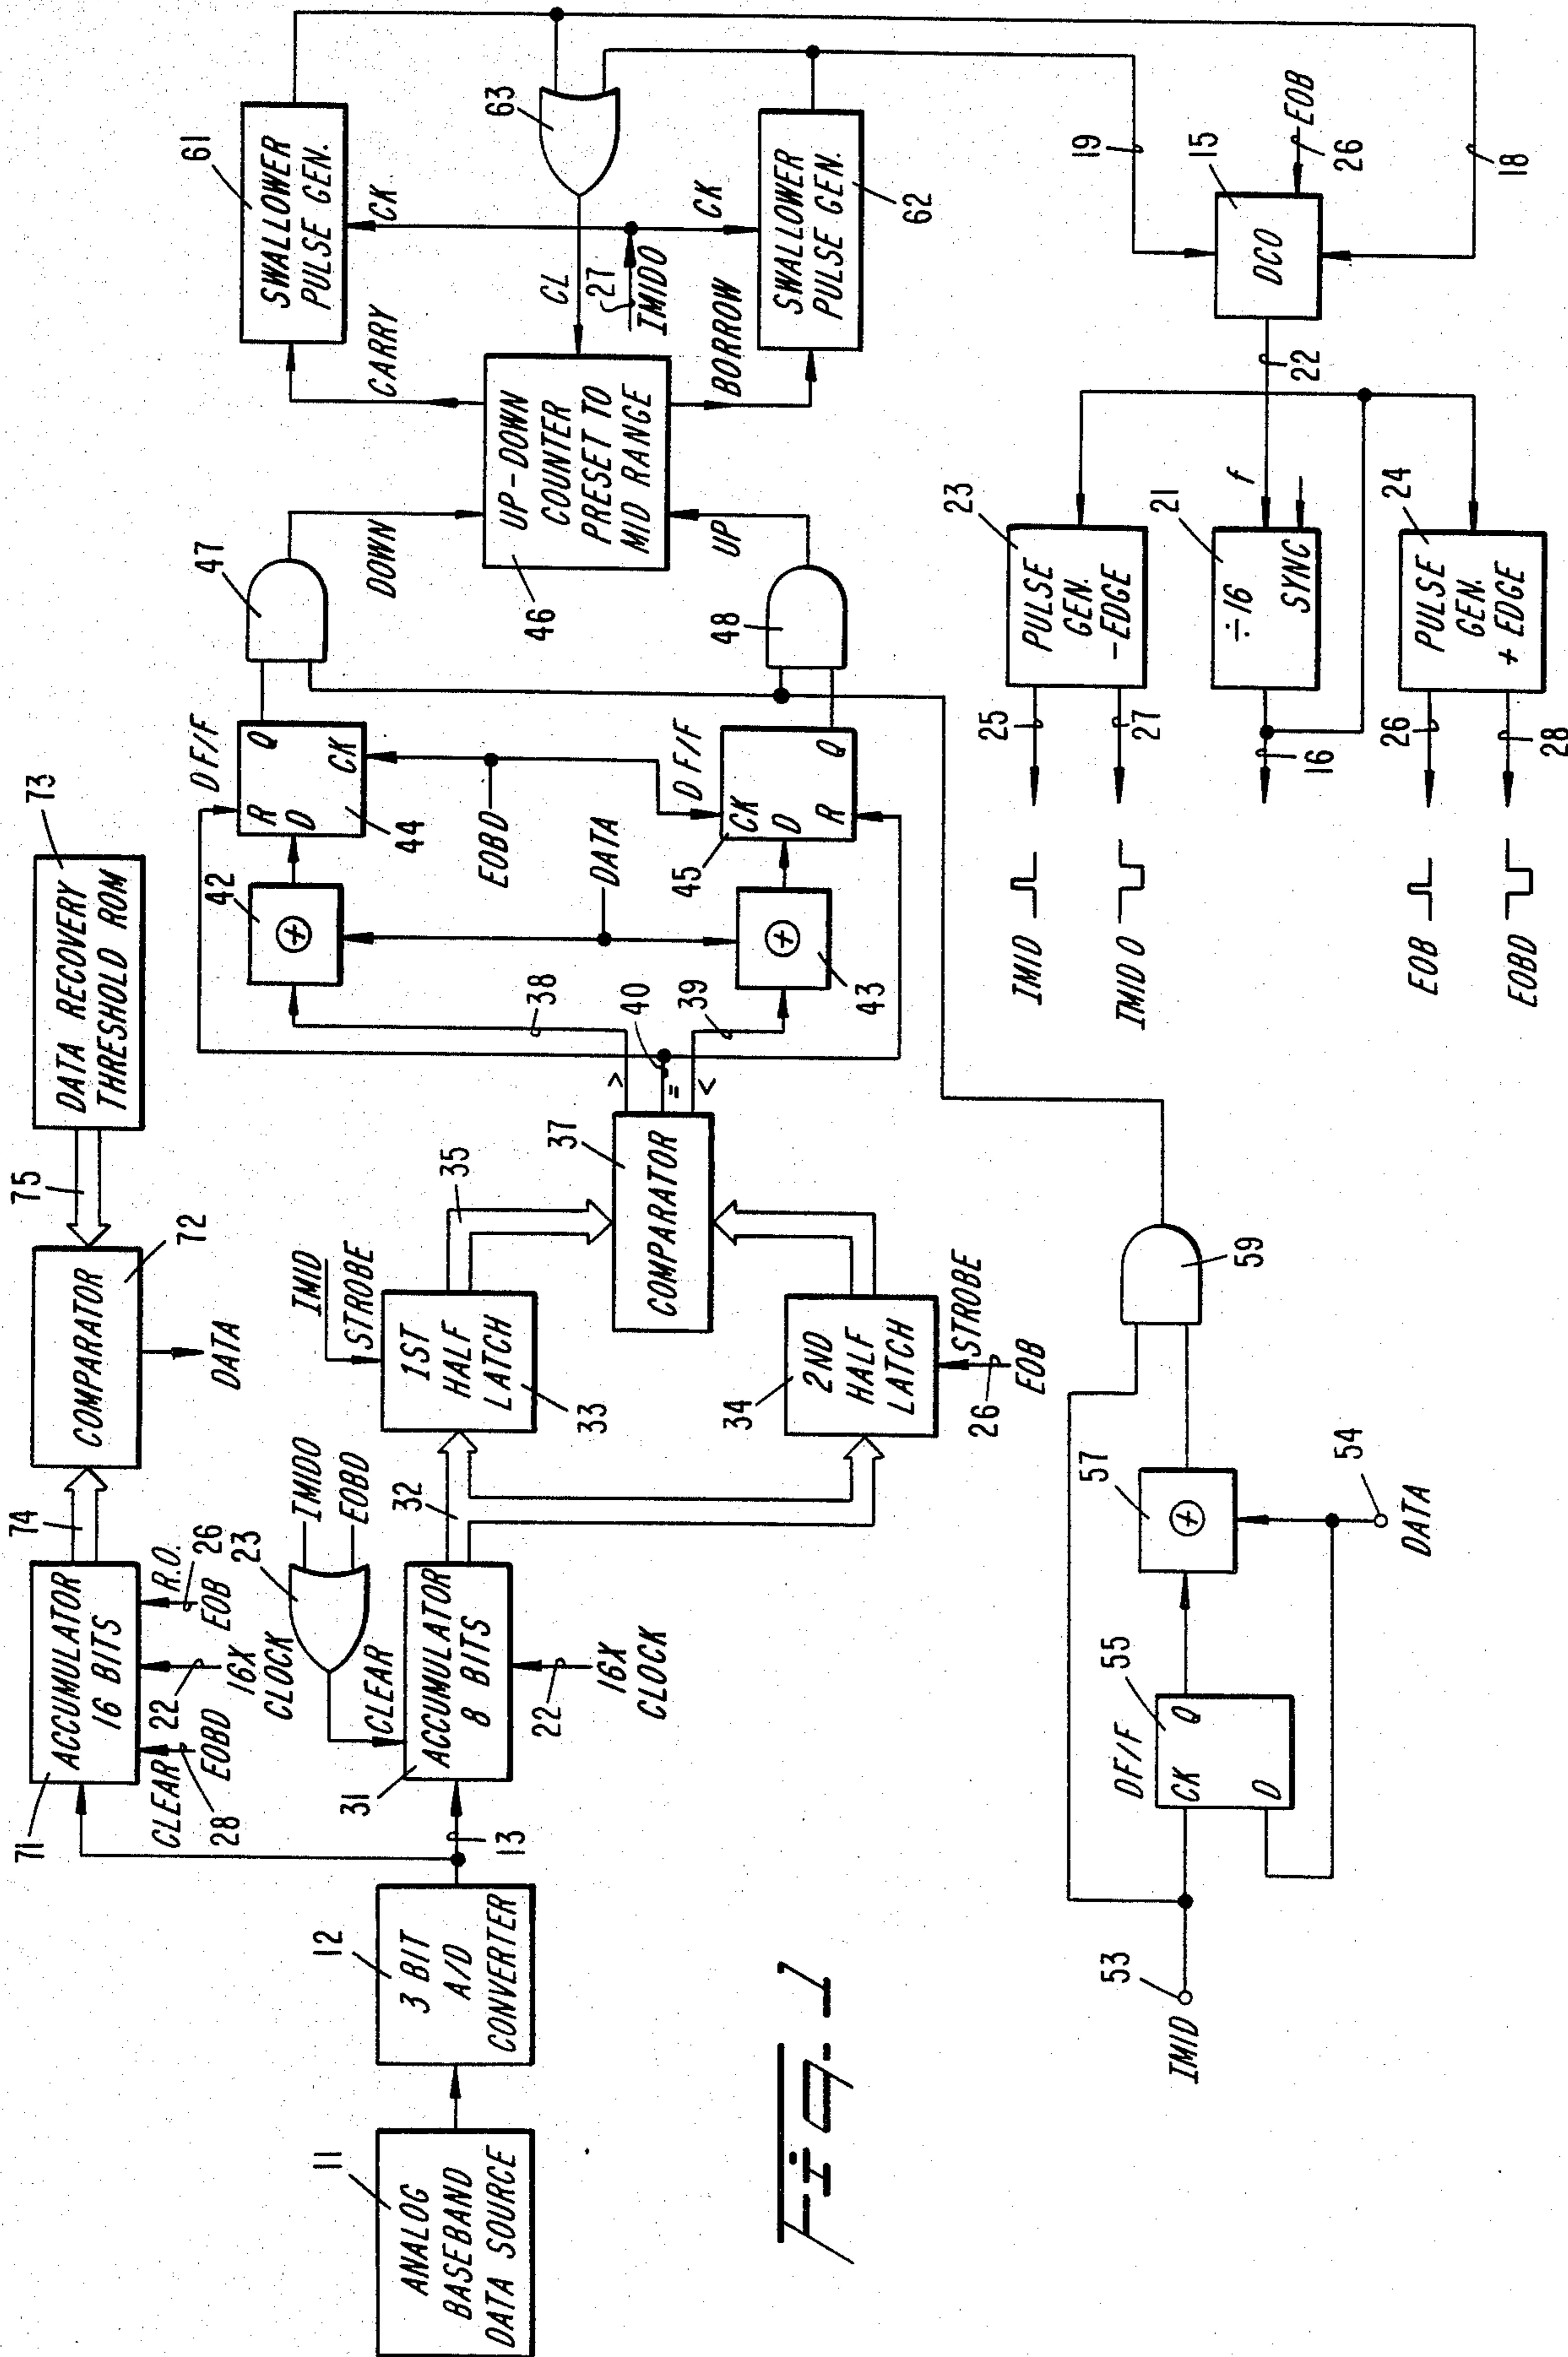 ANALOG
BASEBAND
DATA SOURCE
11
3 BIT
A/D
CONVERTER
12
13
ACCUMULATOR
16 BITS
71
CLEAR
28
EOBD
22
16X
CLOCK
R.O.
26
EOB
74
COMPARATOR
72
DATA
75
DATA RECOVERY
THRESHOLD ROM
73
ACCUMULATOR
8 BITS
31
CLEAR
23
IMIDO
EOBD
22
16X
CLOCK
32
IMID
STROBE
1ST
HALF
LATCH
33
35
2ND
HALF
LATCH
34
STROBE
26
EOB
COMPARATOR
37
>
=
<
38
40
39
42
⊕
43
⊕
DATA
EOBD
DF/F
R
D
Q
CK
44
DF/F
CK
D
R
Q
45
47
48
DOWN
UP
UP-DOWN
COUNTER
PRESET TO
MID RANGE
46
CARRY
BORROW
CL
27
IMIDO
CK
CK
SWALLOWER
PULSE GEN.
61
SWALLOWER
PULSE GEN.
62
63
IMID
53
DF/F
CK
Q
D
55
57
⊕
54
DATA
59
IMID
25
IMID O
27
PULSE
GEN.
-EDGE
23
16
÷16
SYNC
21
f
EOB
26
EOBD
28
PULSE
GEN.
+ EDGE
24
22
DCO
15
19
18
EOB
26
Fig. 1